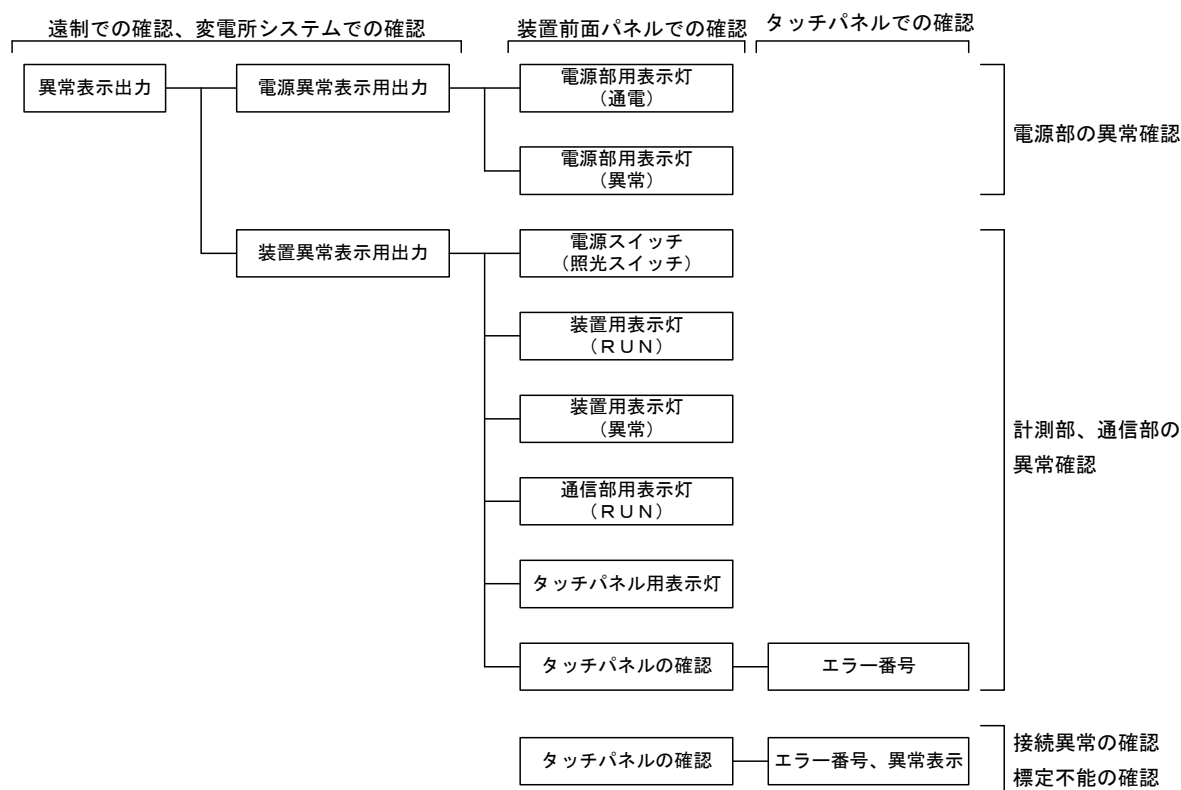 遠制での確認、変電所システムでの確認
装置前面パネルでの確認
タッチパネルでの確認
異常表示出力
電源異常表示用出力
電源部用表示灯
(通電)
電源部用表示灯
(異常)
電源部の異常確認
装置異常表示用出力
電源スイッチ
(照光スイッチ)
装置用表示灯
(RUN)
装置用表示灯
(異常)
通信部用表示灯
(RUN)
タッチパネル用表示灯
タッチパネルの確認
エラー番号
計測部、通信部の
異常確認
タッチパネルの確認
エラー番号、異常表示
接続異常の確認
標定不能の確認